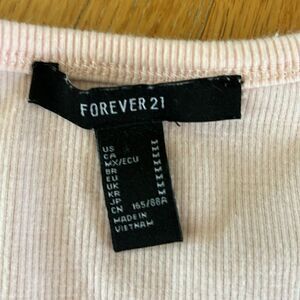 FOREVER 21
US M
CA M
MX/ECU M
BR M
EU M
UK M
KR M
JP M
CN 165/88A
MADE IN
VIETNAM